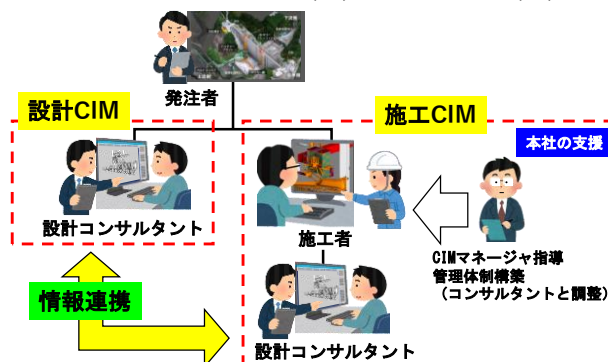 発注者
設計CIM
施工CIM
本社の支援
設計コンサルタント
施工者
CIMマネージャ指導
管理体制構築
（コンサルタントと調整）
情報連携
設計コンサルタント